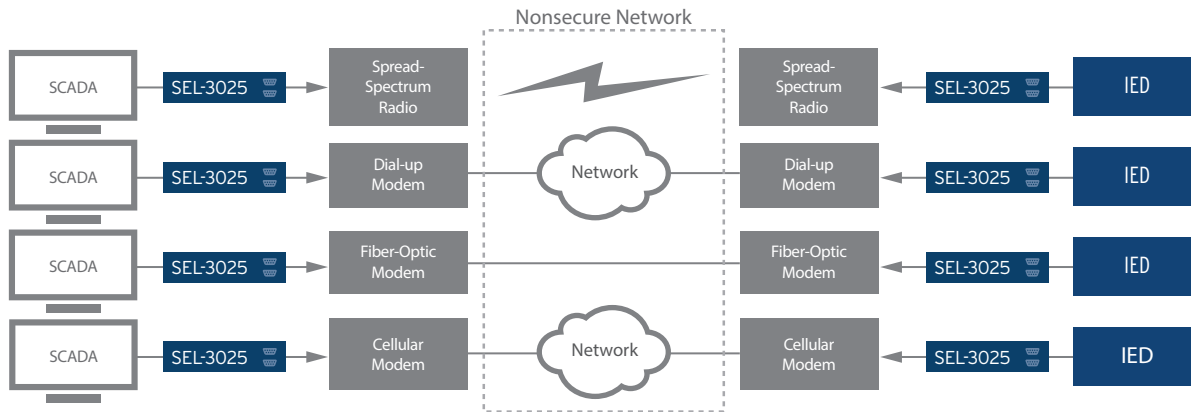 Nonsecure Network
SCADA
SEL-3025
Spread-
Spectrum
Radio
Spread-
Spectrum
Radio
SEL-3025
IED
SCADA
SEL-3025
Dial-up
Modem
Network
Dial-up
Modem
SEL-3025
IED
SCADA
SEL-3025
Fiber-Optic
Modem
Fiber-Optic
Modem
SEL-3025
IED
SCADA
SEL-3025
Cellular
Modem
Network
Cellular
Modem
SEL-3025
IED